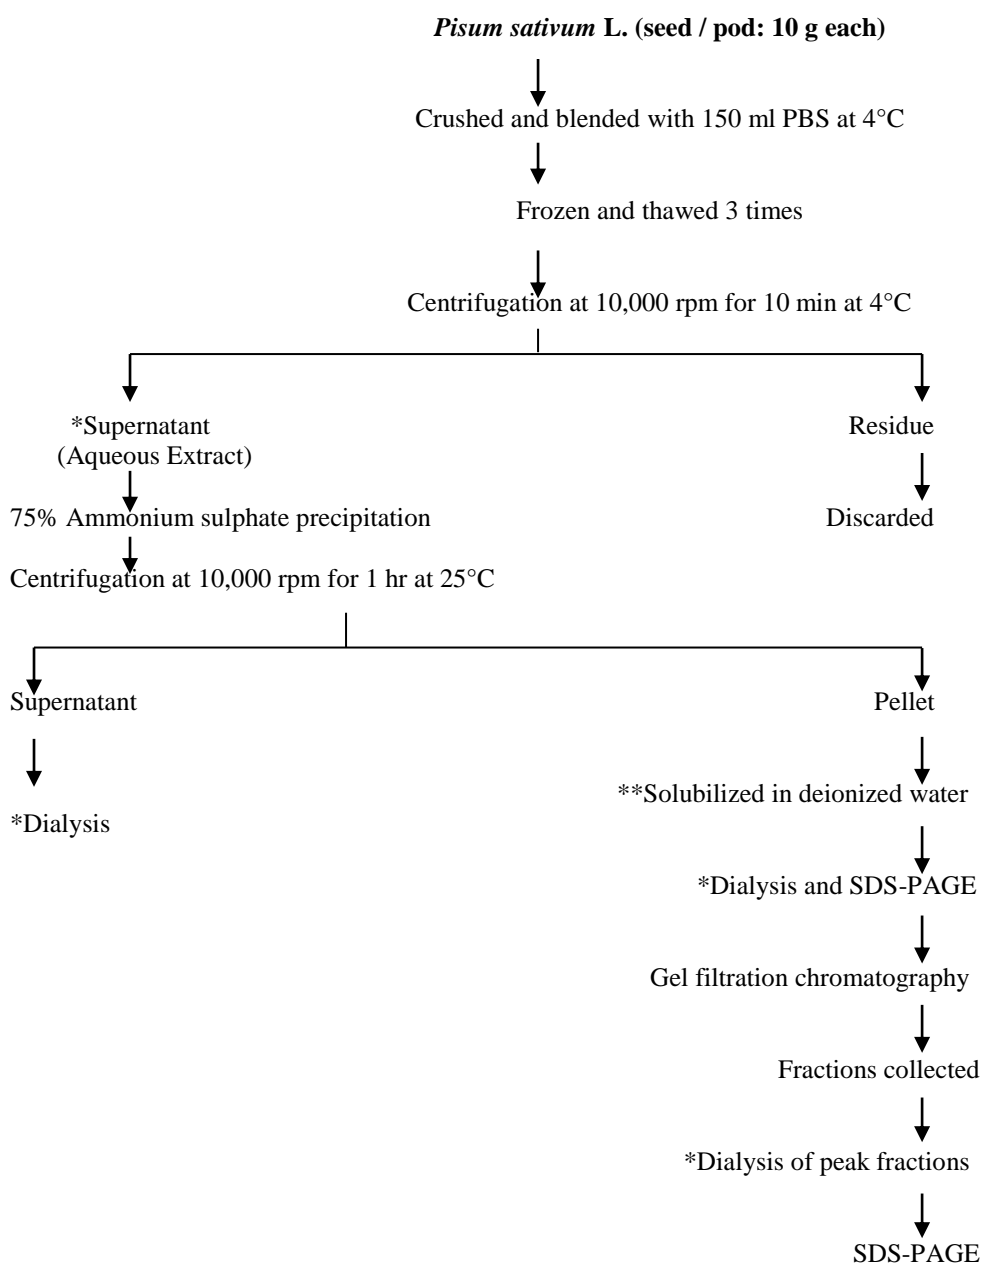 Pisum sativum L. (seed / pod: 10 g each)
Crushed and blended with 150 ml PBS at 4°C
Frozen and thawed 3 times
Centrifugation at 10,000 rpm for 10 min at 4°C
*Supernatant
(Aqueous Extract)
Residue
75% Ammonium sulphate precipitation
Discarded
Centrifugation at 10,000 rpm for 1 hr at 25°C
Supernatant
Pellet
**Solubilized in deionized water
*Dialysis
*Dialysis and SDS-PAGE
Gel filtration chromatography
Fractions collected
*Dialysis of peak fractions
SDS-PAGE